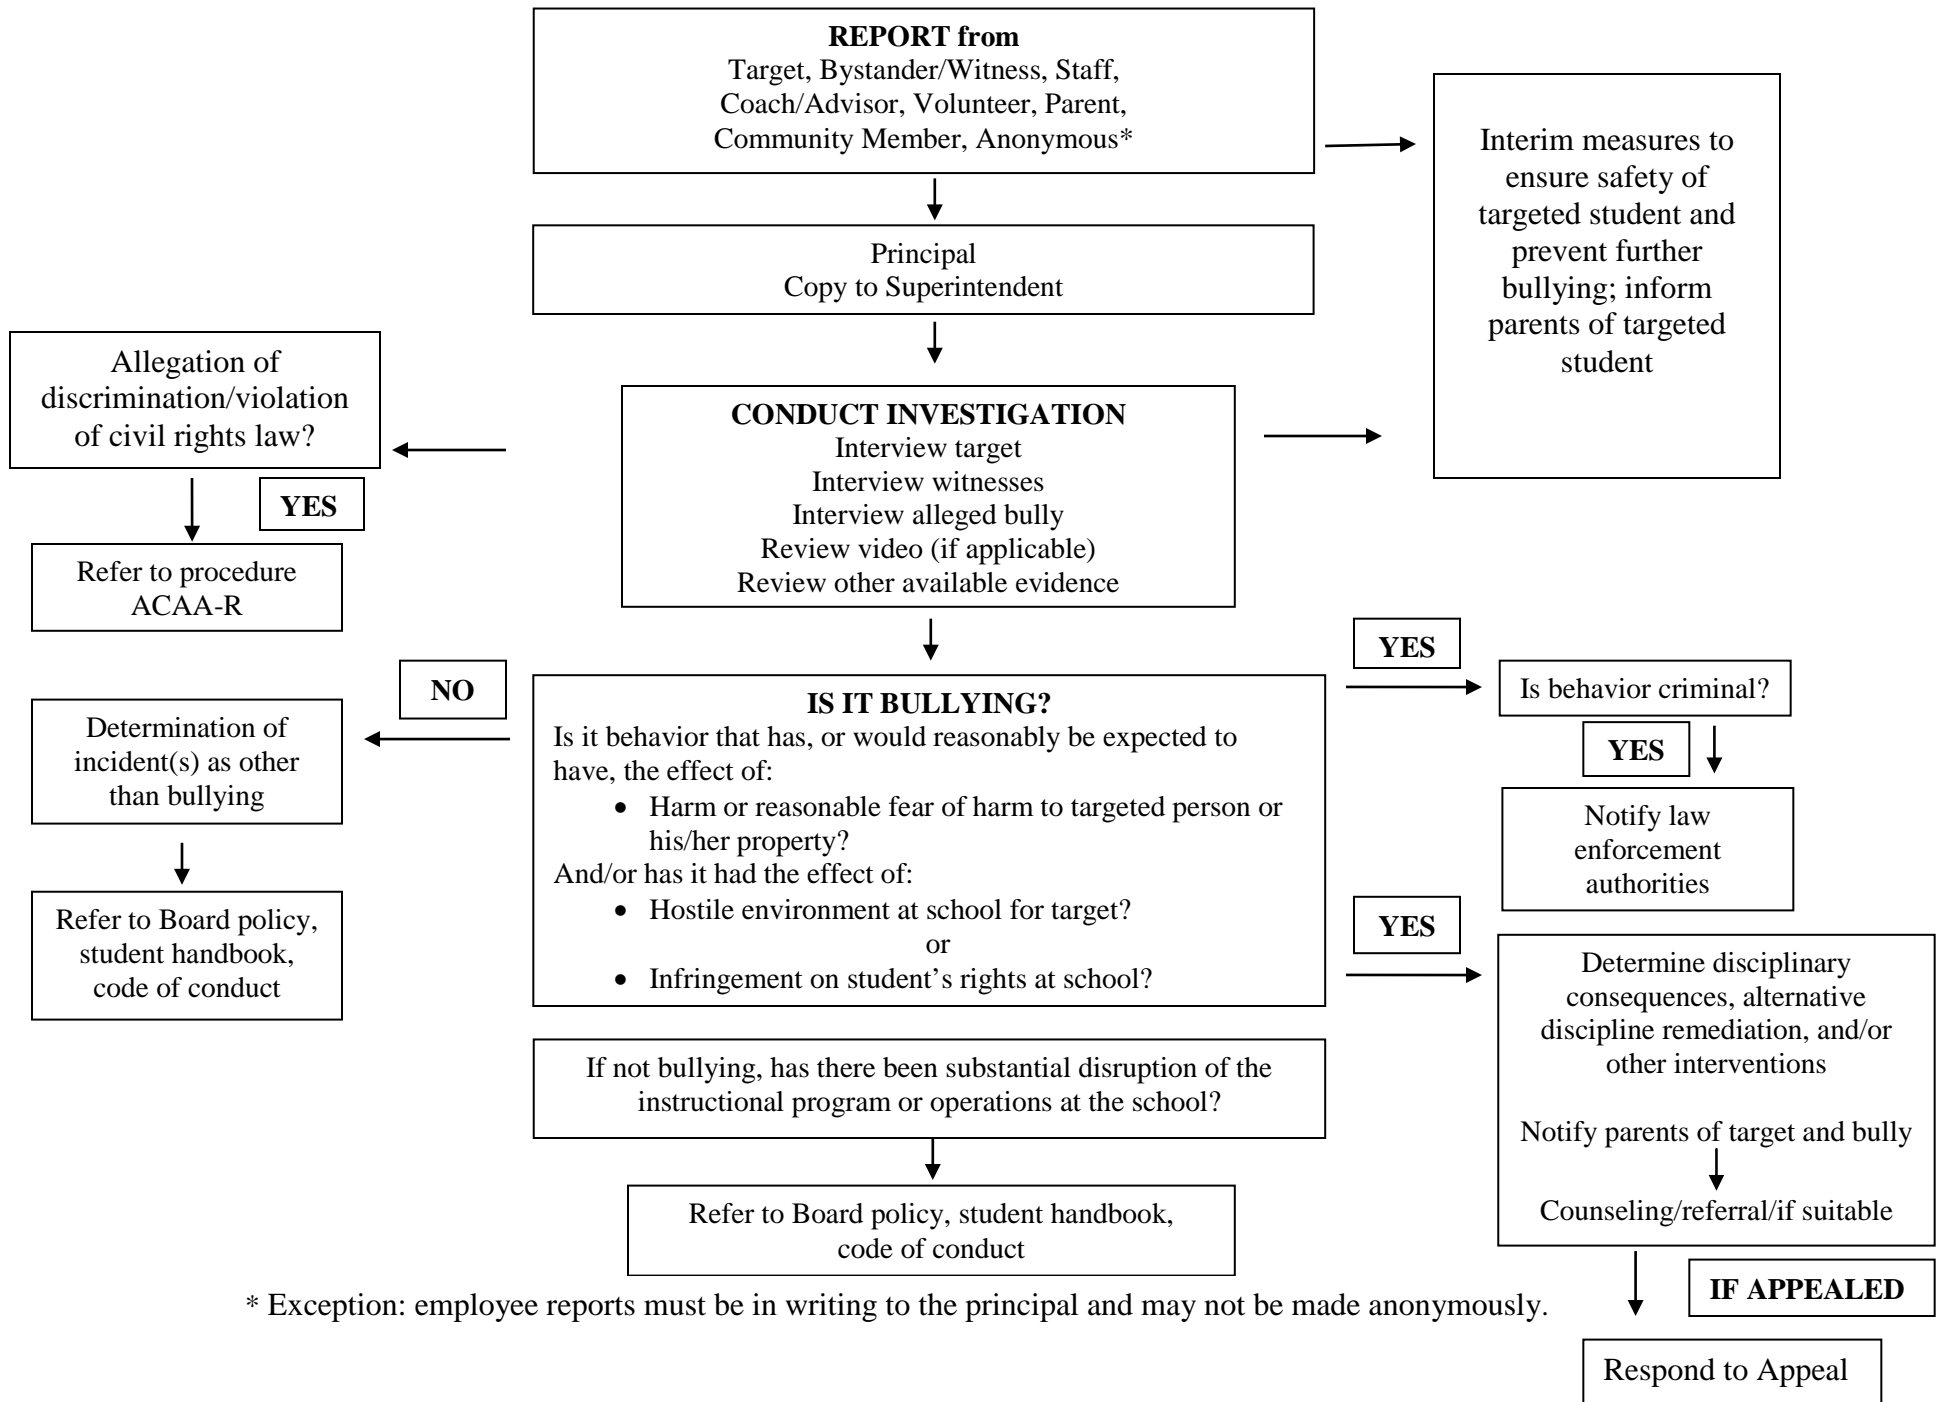 REPORT from
Target, Bystander/Witness, Staff,
Coach/Advisor, Volunteer, Parent,
Community Member, Anonymous*
Interim measures to
ensure safety of
targeted student and
prevent further
bullying; inform
parents of targeted
student
Principal
Copy to Superintendent
Allegation of
discrimination/violation
of civil rights law?
YES
Refer to procedure
ACAA-R
CONDUCT INVESTIGATION
Interview target
Interview witnesses
Interview alleged bully
Review video (if applicable)
Review other available evidence
NO
Determination of
incident(s) as other
than bullying
Refer to Board policy,
student handbook,
code of conduct
IS IT BULLYING?
Is it behavior that has, or would reasonably be expected to
have, the effect of:
• Harm or reasonable fear of harm to targeted person or
his/her property?
And/or has it had the effect of:
• Hostile environment at school for target?
or
• Infringement on student’s rights at school?
YES
Is behavior criminal?
YES
Notify law
enforcement
authorities
YES
Determine disciplinary
consequences, alternative
discipline remediation, and/or
other interventions
Notify parents of target and bully
Counseling/referral/if suitable
If not bullying, has there been substantial disruption of the
instructional program or operations at the school?
Refer to Board policy, student handbook,
code of conduct
IF APPEALED
* Exception: employee reports must be in writing to the principal and may not be made anonymously.
Respond to Appeal